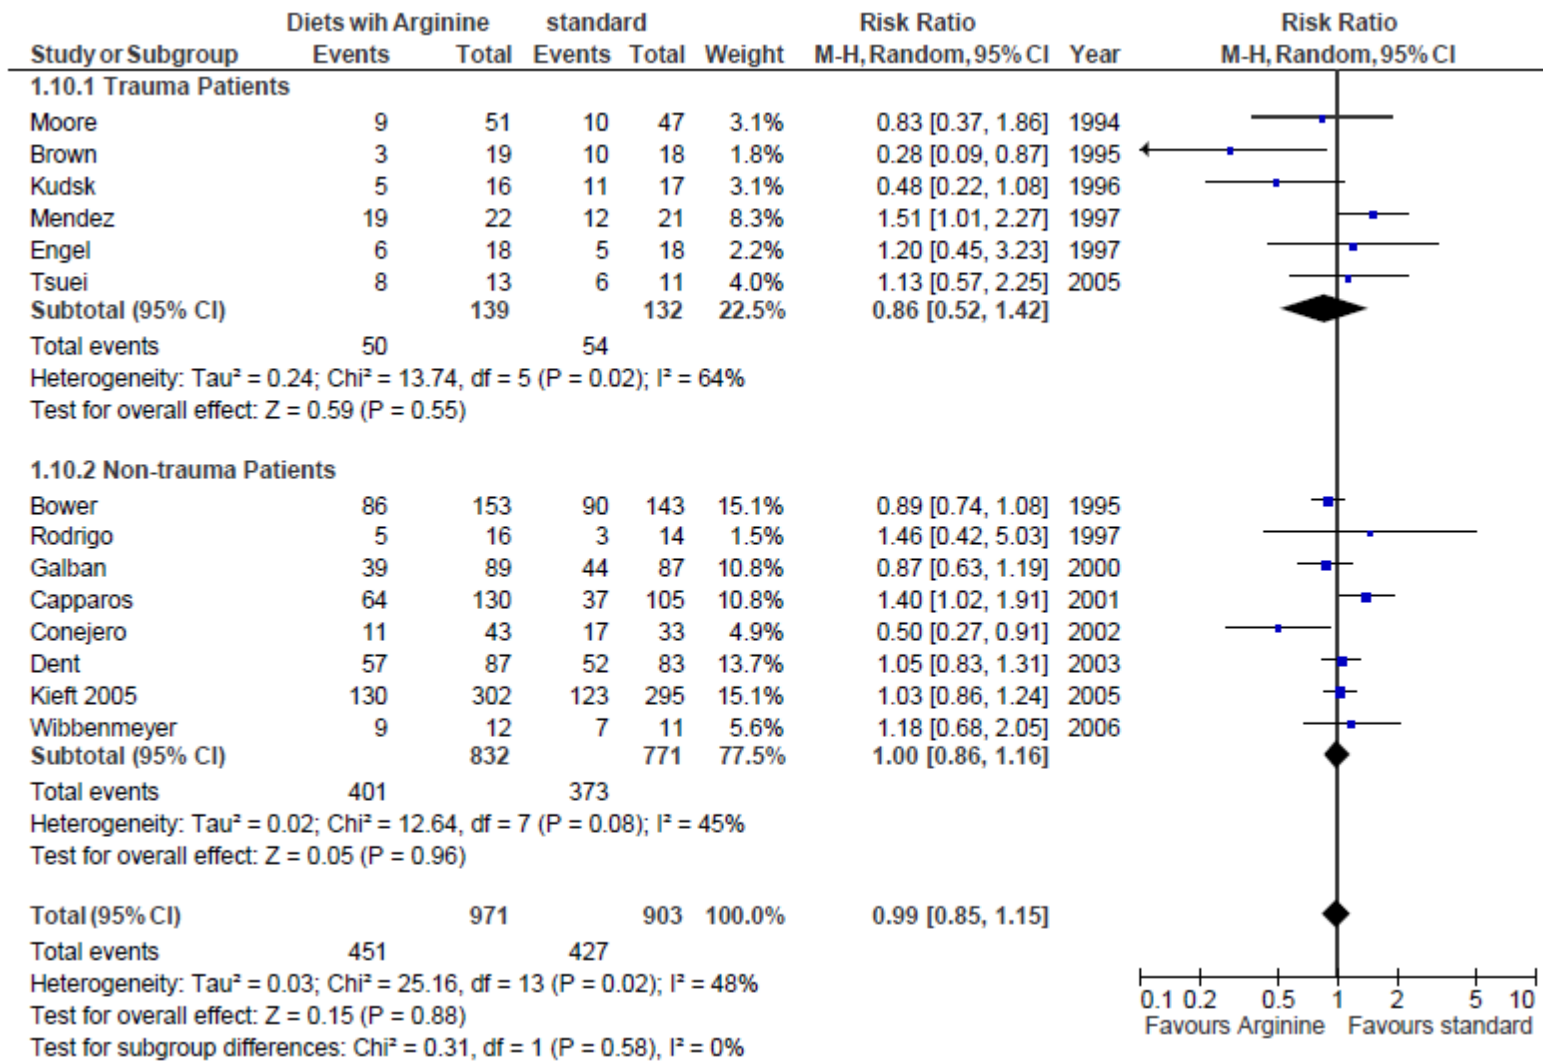 Diets wih Arginine standard Risk Ratio Risk Ratio
Study or Subgroup Events Total Events Total Weight M-H, Random, 95% CI Year M-H, Random, 95% CI
1.10.1 Trauma Patients
Moore 9 51 10 47 3.1% 0.83 [0.37, 1.86] 1994
Brown 3 19 10 18 1.8% 0.28 [0.09, 0.87] 1995
Kudsk 5 16 11 17 3.1% 0.48 [0.22, 1.08] 1996
Mendez 19 22 12 21 8.3% 1.51 [1.01, 2.27] 1997
Engel 6 18 5 18 2.2% 1.20 [0.45, 3.23] 1997
Tsuei 8 13 6 11 4.0% 1.13 [0.57, 2.25] 2005
Subtotal (95% CI) 139 132 22.5% 0.86 [0.52, 1.42]
Total events 50 54
Heterogeneity: Tau² = 0.24; Chi² = 13.74, df = 5 (P = 0.02); I² = 64%
Test for overall effect: Z = 0.59 (P = 0.55)
1.10.2 Non-trauma Patients
Bower 86 153 90 143 15.1% 0.89 [0.74, 1.08] 1995
Rodrigo 5 16 3 14 1.5% 1.46 [0.42, 5.03] 1997
Galban 39 89 44 87 10.8% 0.87 [0.63, 1.19] 2000
Capparos 64 130 37 105 10.8% 1.40 [1.02, 1.91] 2001
Conejero 11 43 17 33 4.9% 0.50 [0.27, 0.91] 2002
Dent 57 87 52 83 13.7% 1.05 [0.83, 1.31] 2003
Kieft 2005 130 302 123 295 15.1% 1.03 [0.86, 1.24] 2005
Wibbenmeyer 9 12 7 11 5.6% 1.18 [0.68, 2.05] 2006
Subtotal (95% CI) 832 771 77.5% 1.00 [0.86, 1.16]
Total events 401 373
Heterogeneity: Tau² = 0.02; Chi² = 12.64, df = 7 (P = 0.08); I² = 45%
Test for overall effect: Z = 0.05 (P = 0.96)
Total (95% CI) 971 903 100.0% 0.99 [0.85, 1.15]
Total events 451 427
Heterogeneity: Tau² = 0.03; Chi² = 25.16, df = 13 (P = 0.02); I² = 48%
Test for overall effect: Z = 0.15 (P = 0.88)
Test for subgroup differences: Chi² = 0.31, df = 1 (P = 0.58), I² = 0%
0.1 0.2 0.5 1 2 5 10
Favours Arginine Favours standard